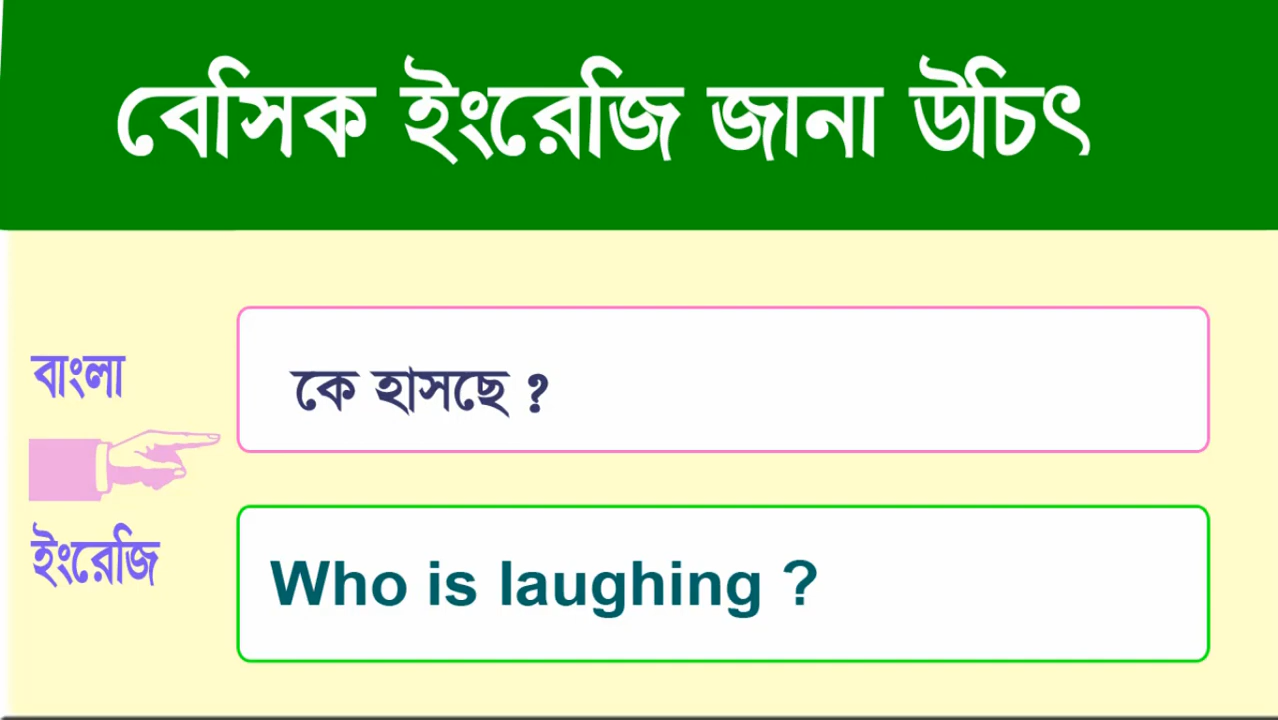 বেসিক ইংরেজি জানা উচিৎ
বাংলা
কে হাসছে ?
ইংরেজি
Who is laughing ?